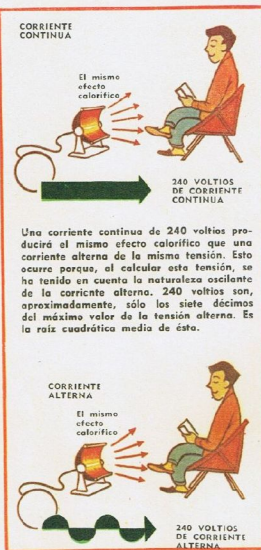 CORRIENTE
CONTINUA
El mismo
efecto
calorífico
240 VOLTIOS
DE CORRIENTE
CONTINUA
Una corriente continua de 240 voltios pro-
ducirá el mismo efecto calorífico que una
corriente alterna de la misma tensión. Esto
ocurre porque, al calcular esta tensión, se
ha tenido en cuenta la naturaleza oscilante
de la corriente alterna. 240 voltios son,
aproximadamente, sólo los siete décimos
del máximo valor de la tensión alterna. Es
la raíz cuadrática media de ésta.
CORRIENTE
ALTERNA
El mismo
efecto
calorífico
240 VOLTIOS
DE CORRIENTE
ALTERNA